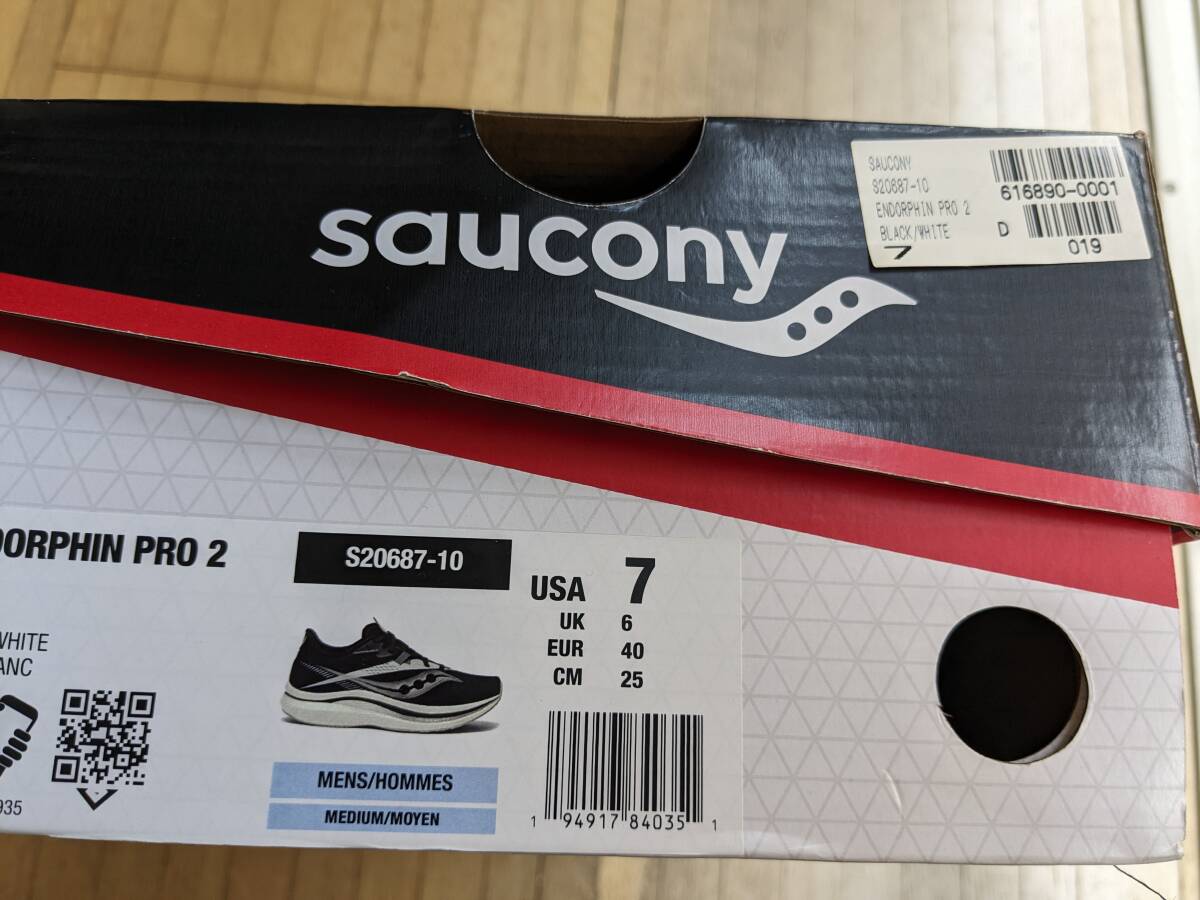 saucony
SAUCONY
S20687-10
ENDORPHIN PRO 2
BLACK/WHITE
7
616890-0001
D
019
DORPHIN PRO 2
WHITE
ANC
935
S20687-10
MENS/HOMMES
MEDIUM/MOYEN
USA 7
UK 6
EUR 40
CM 25
1 94917 84035 1